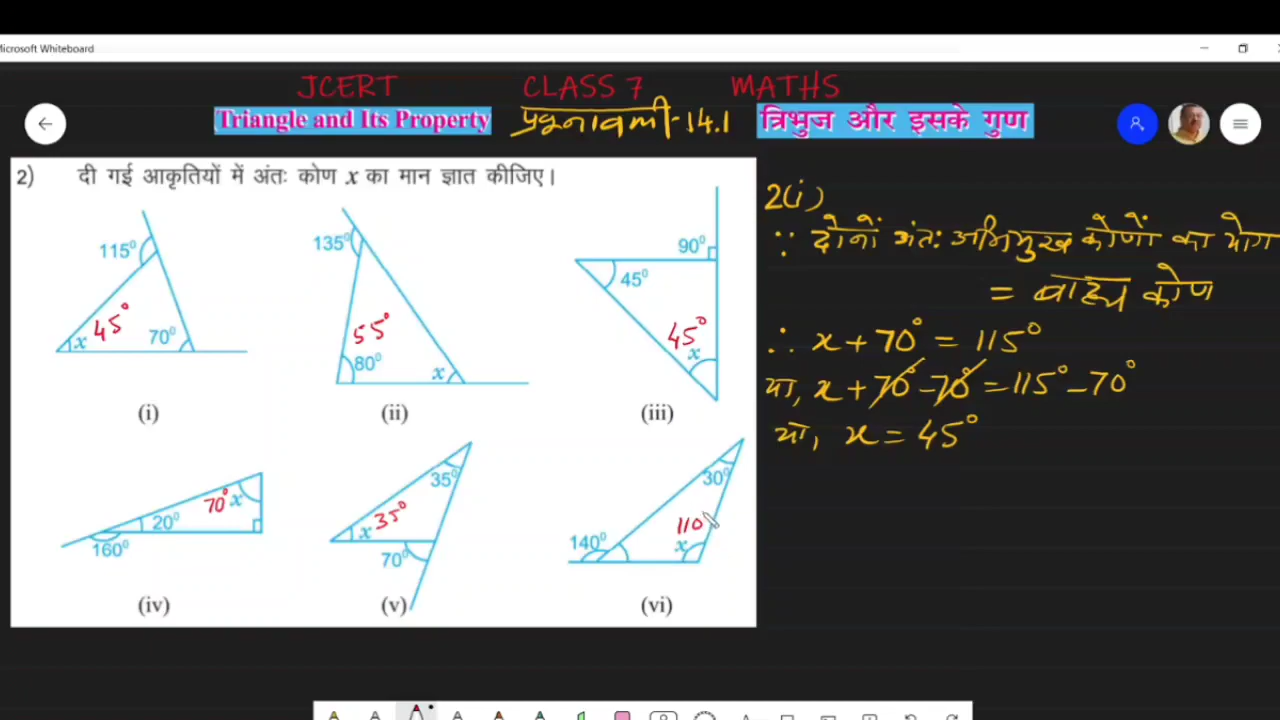 Microsoft Whiteboard
JCERT CLASS 7 MATHS
Triangle and Its Property प्रश्नावली-14.1 त्रिभुज और इसके गुण
2) दी गई आकृतियों में अंतः कोण x का मान ज्ञात कीजिए।
115°
x 45° 70°
(i)
135°
55°
80° x
(ii)
90°
45°
45°
x
(iii)
20° 70° x
160°
(iv)
35°
x 35°
70°
(v)
30°
110
140° x
(vi)
2(i)
∵ दोनों अंतः अभिमुख कोणों का योग
= बाह्य कोण
∴ x + 70° = 115°
या, x + 70° - 70° = 115° - 70°
या, x = 45°